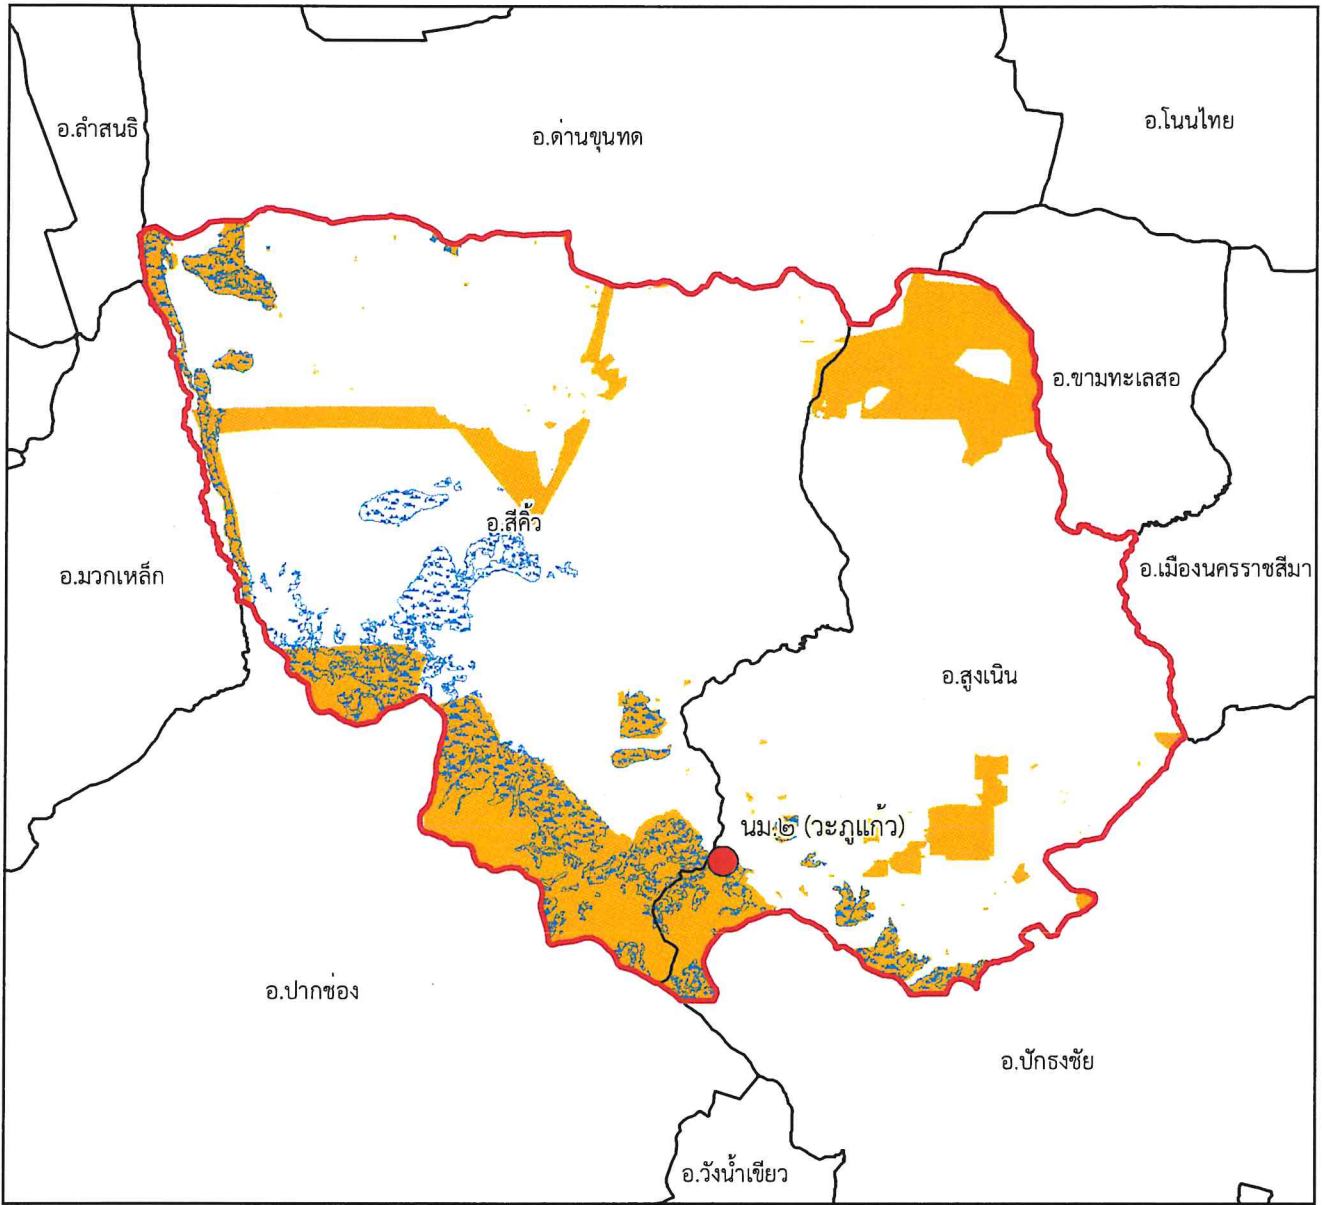 อ.ลำสนธิ
อ.ด่านขุนทด
อ.โนนไทย
อ.ขามทะเลสอ
อ.สีคิ้ว
อ.มวกเหล็ก
อ.เมืองนครราชสีมา
อ.สูงเนิน
นม.๒ (วะภูแก้ว)
อ.ปากช่อง
อ.ปักธงชัย
อ.วังน้ำเขียว